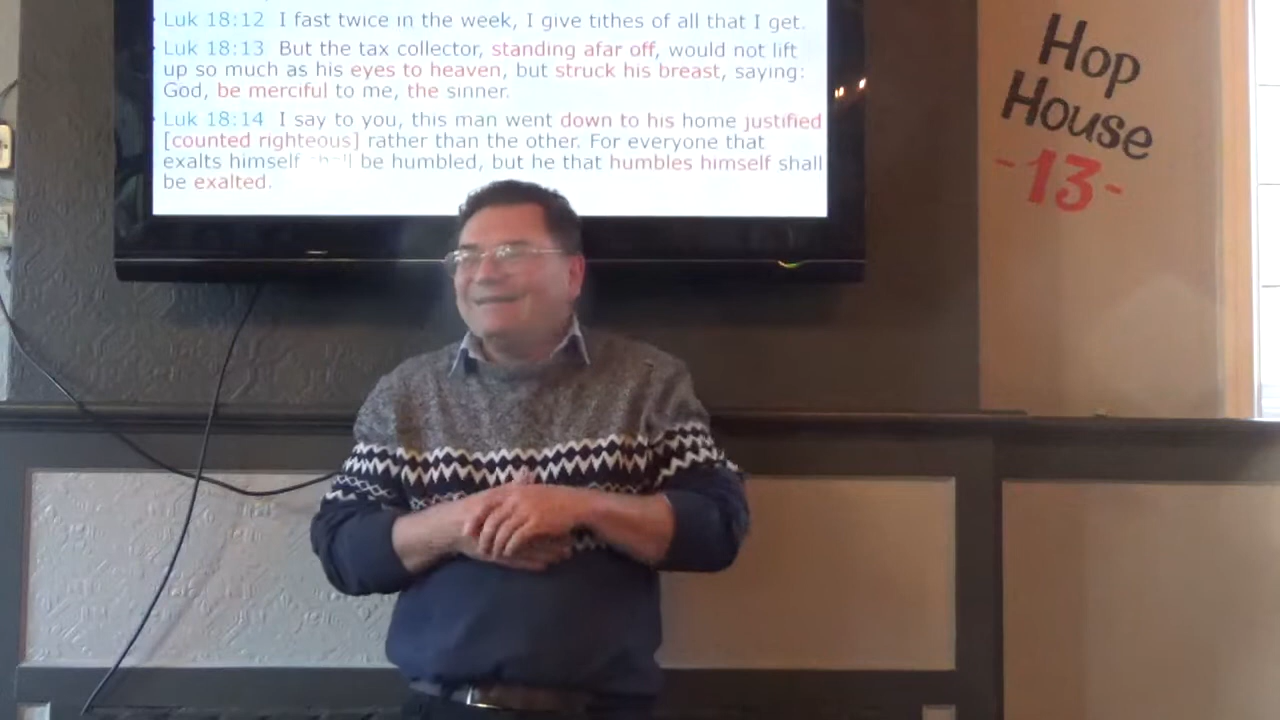 Luk 18:12 I fast twice in the week, I give tithes of all that I get.
Luk 18:13 But the tax collector, standing afar off, would not lift
up so much as his eyes to heaven, but struck his breast, saying:
God, be merciful to me, the sinner.
Luk 18:14 I say to you, this man went down to his home justified
[counted righteous] rather than the other. For everyone that
exalts himself shall be humbled, but he that humbles himself shall
be exalted.
Hop
House
-13-